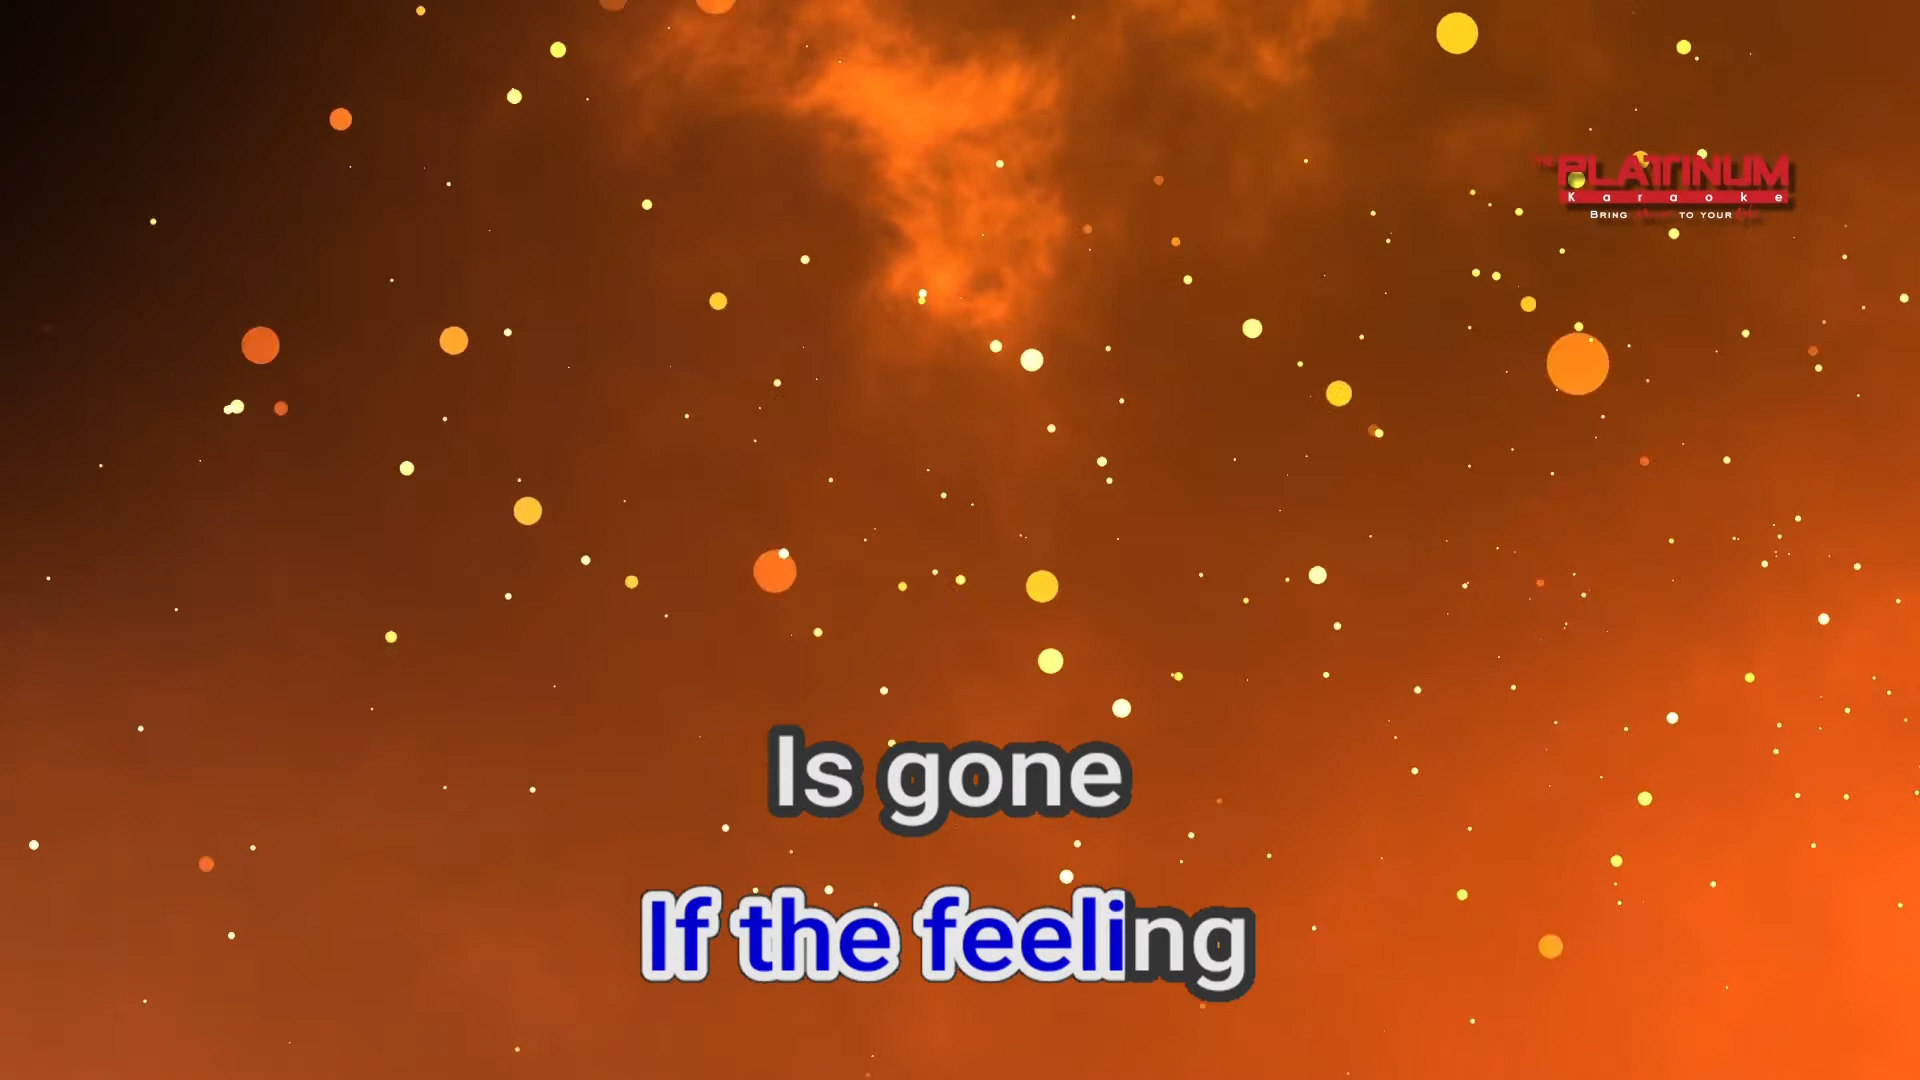 THE PLATINUM
Karaoke
BRING TO YOUR
Is gone
If the feeling